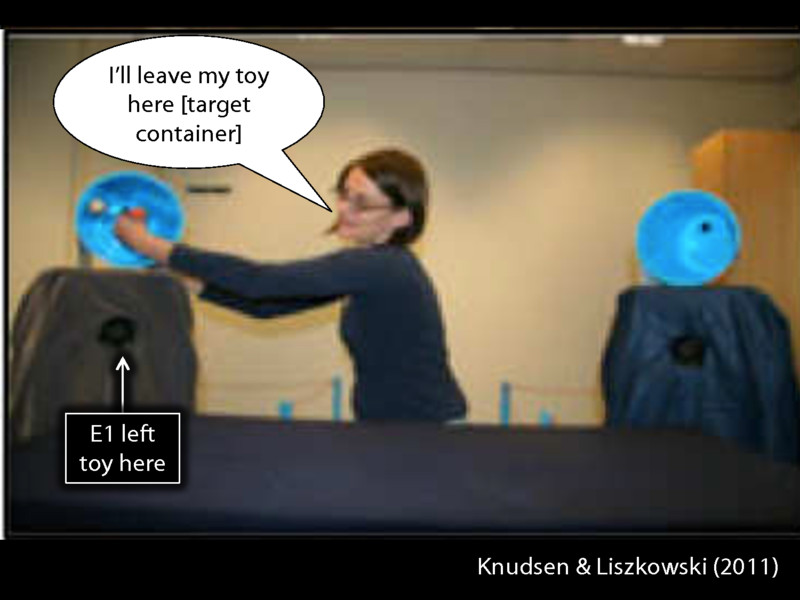 I'll leave my toy
here [target
container]
E1 left
toy here
Knudsen & Liszkowski (2011)